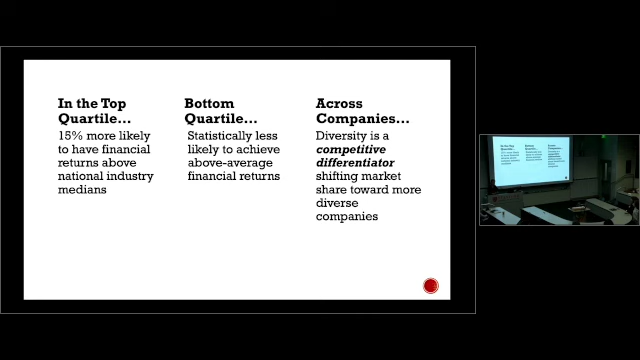 In the Top
Quartile...
15% more likely
to have financial
returns above
national industry
medians
Bottom
Quartile...
Statistically less
likely to achieve
above-average
financial returns
Across
Companies...
Diversity is a
competitive
differentiator
shifting market
share toward more
diverse
companies